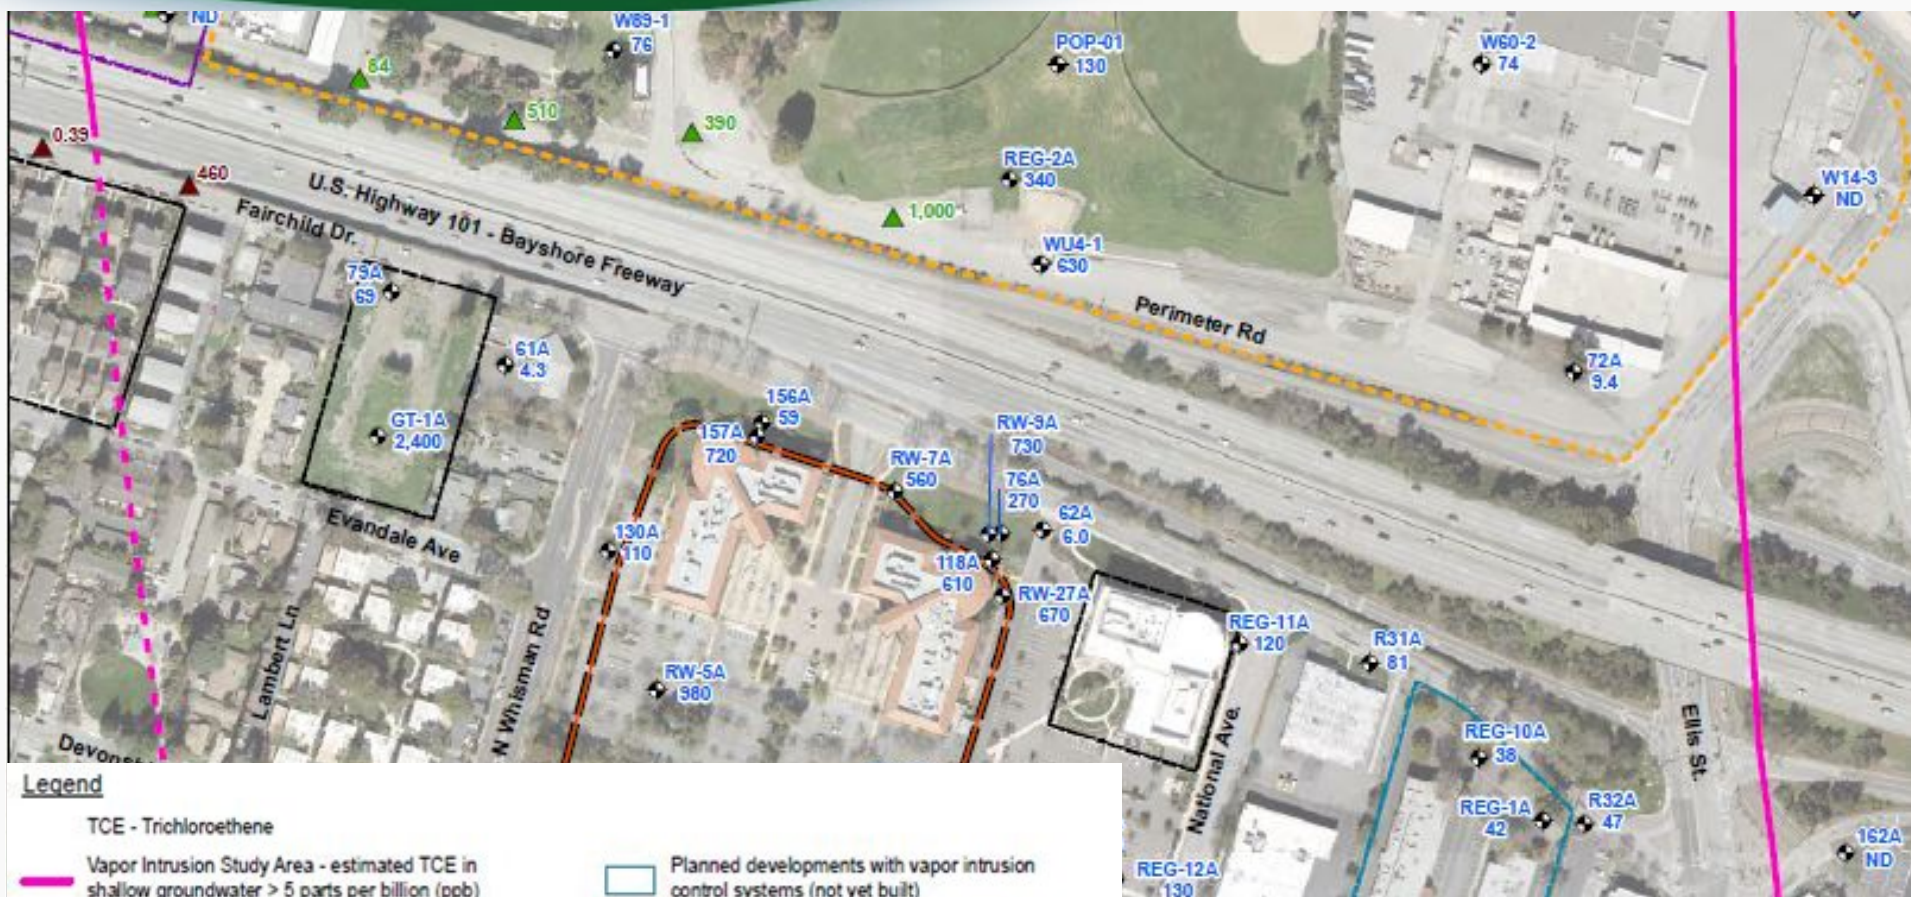 ND
W89-1
76
POP-01
130
W60-2
74
84
510
390
0.39
460
REG-2A
340
W14-3
ND
U.S. Highway 101 - Bayshore Freeway
Fairchild Dr.
1,000
WU4-1
630
79A
69
Perimeter Rd
61A
4.3
72A
9.4
156A
59
GT-1A
2,400
157A
720
RW-9A
730
RW-7A
560
76A
270
62A
6.0
Evandale Ave
130A
110
118A
610
RW-27A
670
REG-11A
120
R31A
81
Lambert Ln
N Whisman Rd
RW-5A
980
National Ave.
Ellis St.
REG-10A
38
REG-1A
42
R32A
47
162A
ND
REG-12A
130
Legend
TCE - Trichloroethene
Vapor Intrusion Study Area - estimated TCE in
shallow groundwater > 5 parts per billion (ppb)
Planned developments with vapor intrusion
control systems (not yet built)